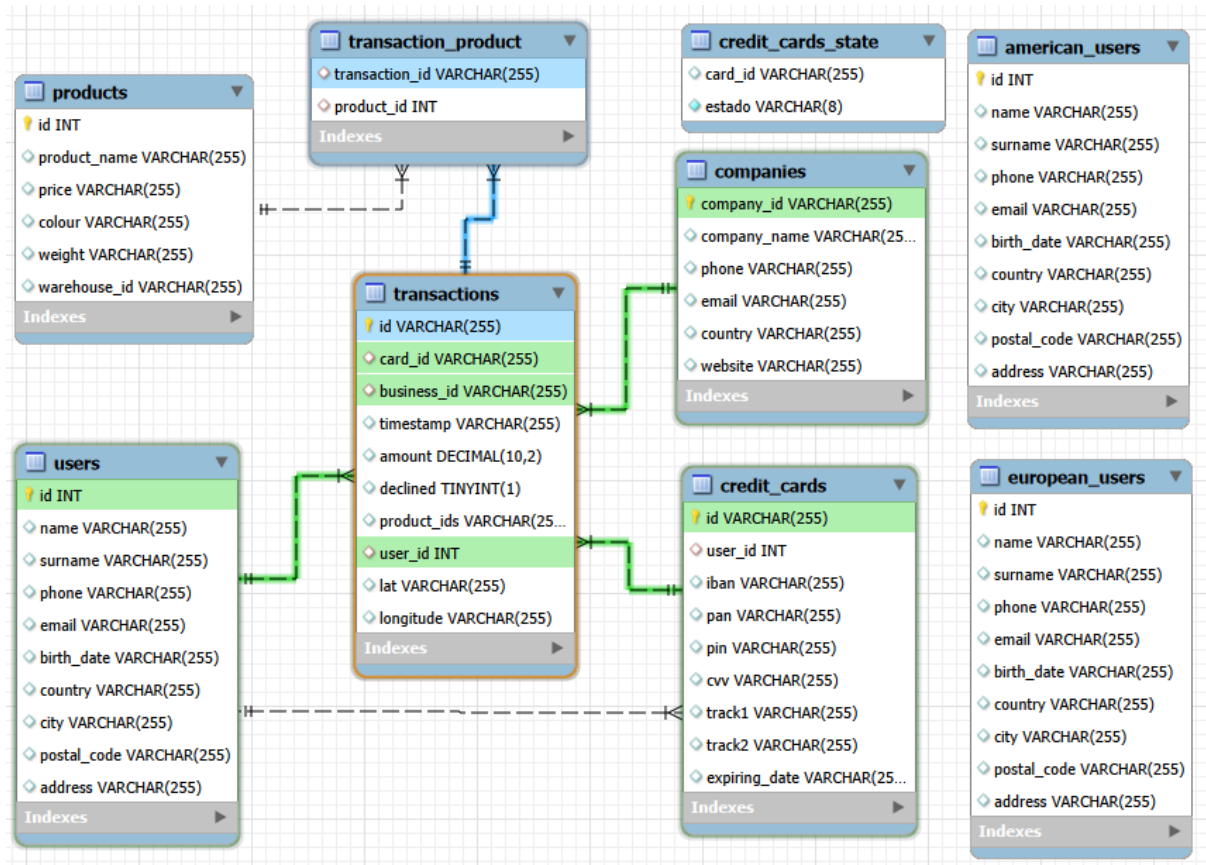 transaction_product
transaction_id VARCHAR(255)
product_id INT
Indexes
credit_cards_state
card_id VARCHAR(255)
estado VARCHAR(8)
american_users
id INT
name VARCHAR(255)
surname VARCHAR(255)
phone VARCHAR(255)
email VARCHAR(255)
birth_date VARCHAR(255)
country VARCHAR(255)
city VARCHAR(255)
postal_code VARCHAR(255)
address VARCHAR(255)
Indexes
products
id INT
product_name VARCHAR(255)
price VARCHAR(255)
colour VARCHAR(255)
weight VARCHAR(255)
warehouse_id VARCHAR(255)
Indexes
companies
company_id VARCHAR(255)
company_name VARCHAR(25...
phone VARCHAR(255)
email VARCHAR(255)
country VARCHAR(255)
website VARCHAR(255)
Indexes
transactions
id VARCHAR(255)
card_id VARCHAR(255)
business_id VARCHAR(255)
timestamp VARCHAR(255)
amount DECIMAL(10,2)
declined TINYINT(1)
product_ids VARCHAR(25...
user_id INT
lat VARCHAR(255)
longitude VARCHAR(255)
Indexes
users
id INT
name VARCHAR(255)
surname VARCHAR(255)
phone VARCHAR(255)
email VARCHAR(255)
birth_date VARCHAR(255)
country VARCHAR(255)
city VARCHAR(255)
postal_code VARCHAR(255)
address VARCHAR(255)
Indexes
credit_cards
id VARCHAR(255)
user_id INT
iban VARCHAR(255)
pan VARCHAR(255)
pin VARCHAR(255)
cvv VARCHAR(255)
track1 VARCHAR(255)
track2 VARCHAR(255)
expiring_date VARCHAR(25...
Indexes
european_users
id INT
name VARCHAR(255)
surname VARCHAR(255)
phone VARCHAR(255)
email VARCHAR(255)
birth_date VARCHAR(255)
country VARCHAR(255)
city VARCHAR(255)
postal_code VARCHAR(255)
address VARCHAR(255)
Indexes